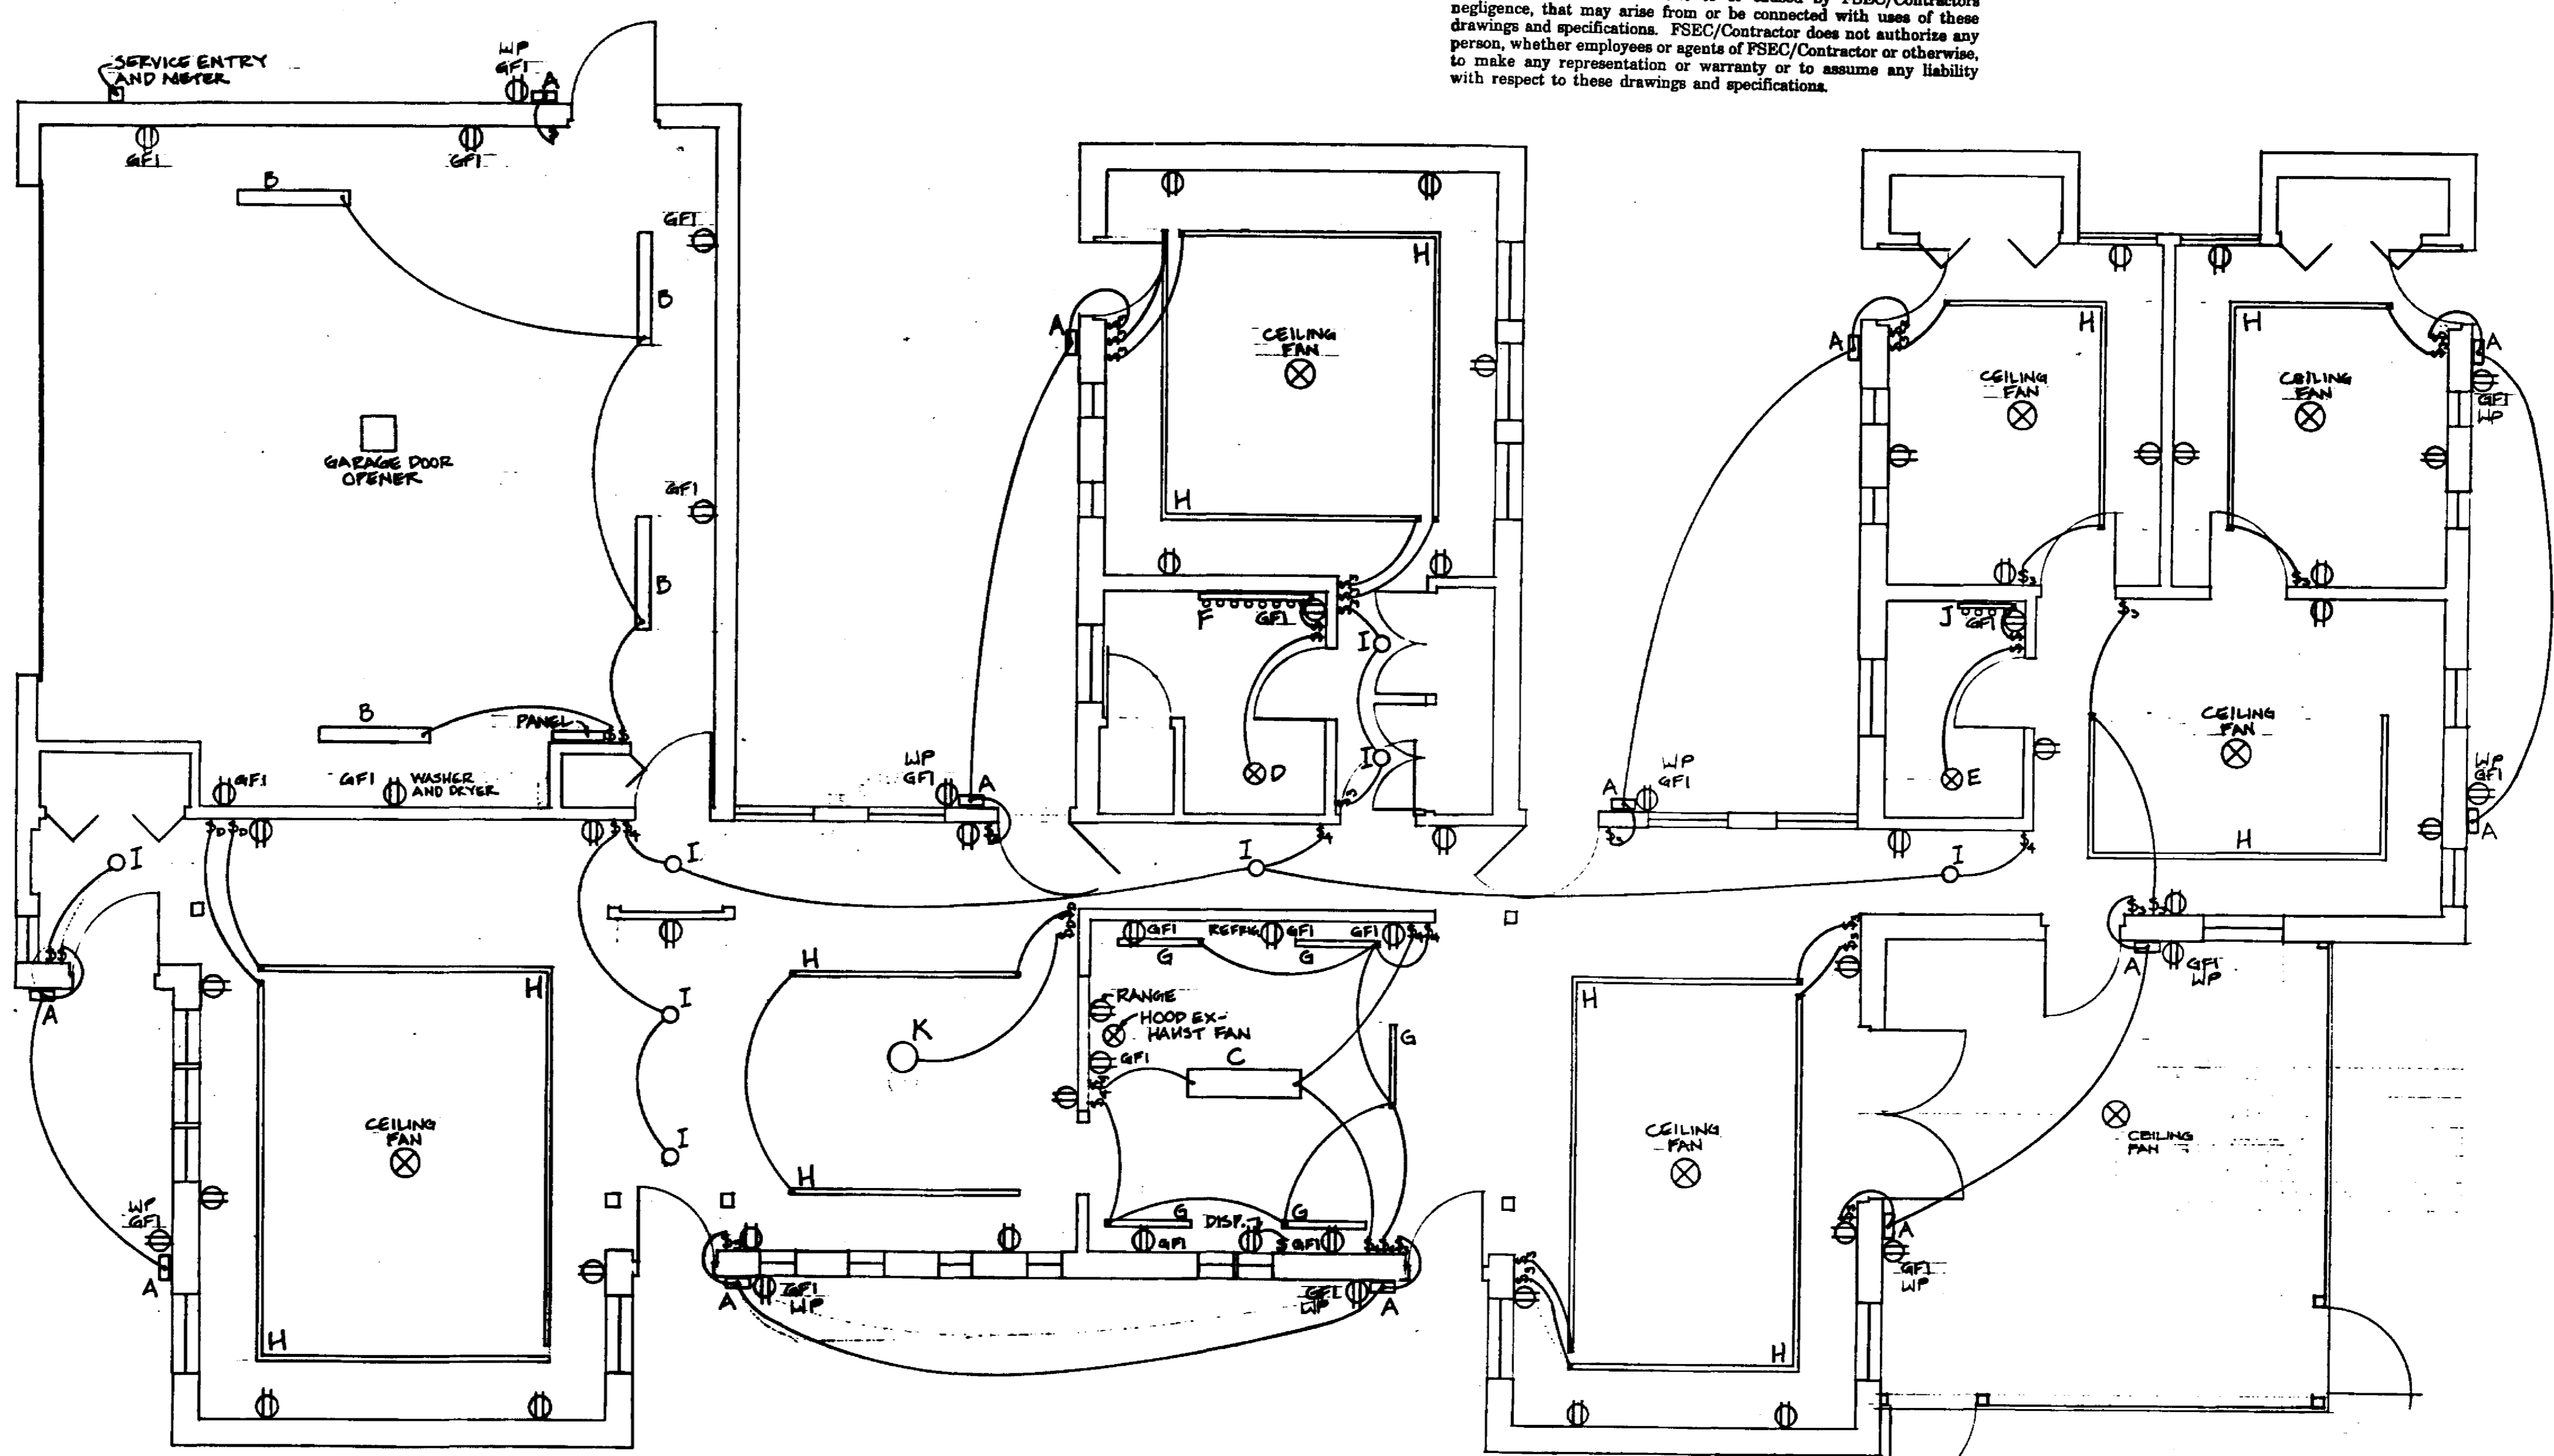 negligence, that may arise from or be connected with uses of these
drawings and specifications. FSEC/Contractor does not authorize any
person, whether employees or agents of FSEC/Contractor or otherwise,
to make any representation or warranty or to assume any liability
with respect to these drawings and specifications.
SERVICE ENTRY
AND METER
WP
GFI
A
$
GFI
GFI
B
GFI
B
GARAGE DOOR
OPENER
GFI
B
B
PANEL
$$
GFI
GFI
WASHER
AND DRYER
H
CEILING
FAN
A
H
F
GFI
I
D
I
WP
GFI
A
A
H
CEILING
FAN
H
CEILING
FAN
A
GFI
WP
J
GFI
E
CEILING
FAN
H
WP
GFI
A
WP
GFI
A
I
I
I
I
A
H
CEILING
FAN
H
WP
GFI
A
I
I
H
K
H
GFI
REFRIG.
GFI
GFI
G
G
RANGE
HOOD EX-
HAUST FAN
GFI
C
G
G
DISP.
G
GFI
GFI
A
GFI
WP
GFI
WP
A
H
CEILING
FAN
H
A
GFI
WP
A
GFI
WP
CEILING
FAN